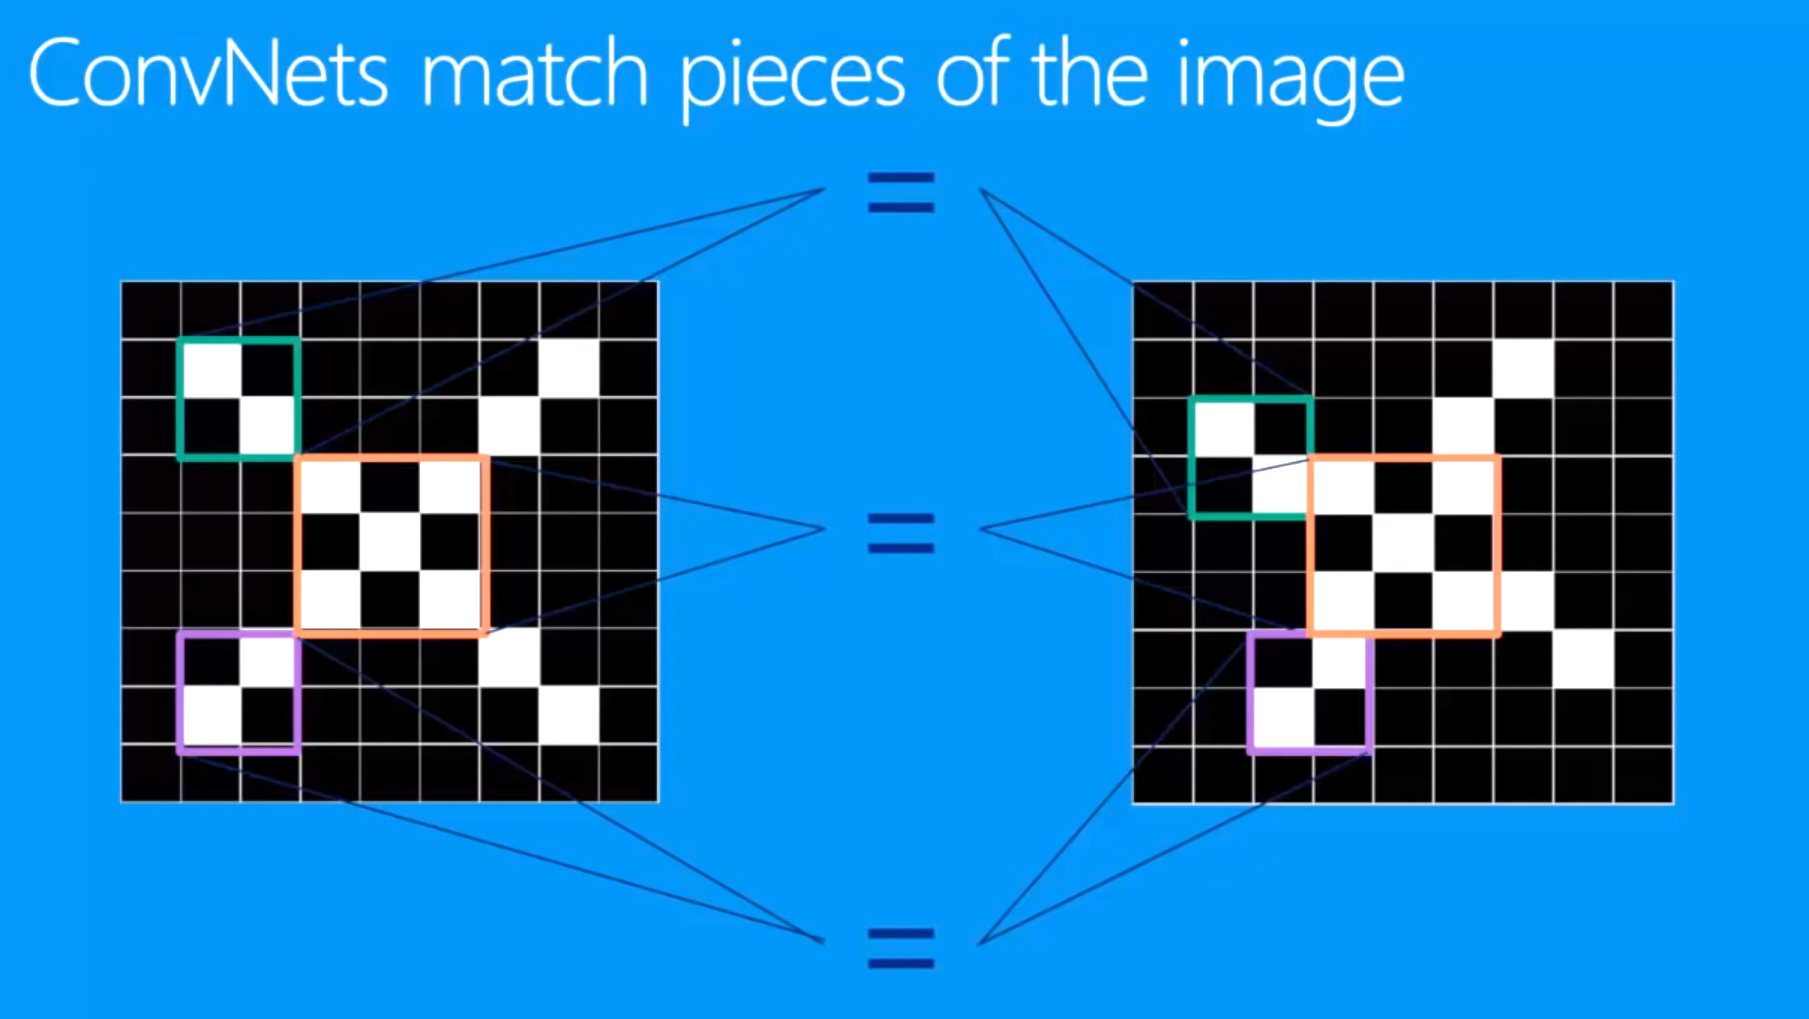 ConvNets match pieces of the image
=
=
=